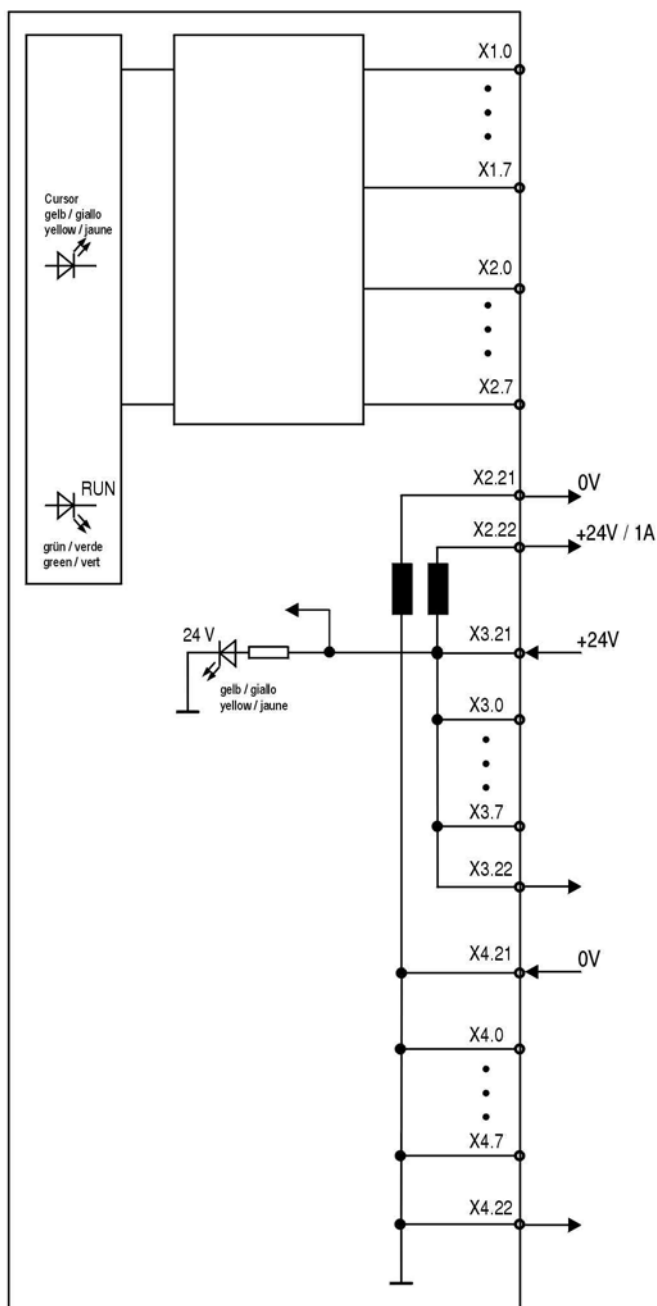 X1.0
X1.7
Cursor
gelb / giallo
yellow / jaune
X2.0
X2.7
X2.21
0V
RUN
X2.22
+24V / 1A
grün / verde
green / vert
24 V
X3.21
+24V
gelb / giallo
yellow / jaune
X3.0
X3.7
X3.22
X4.21
0V
X4.0
X4.7
X4.22